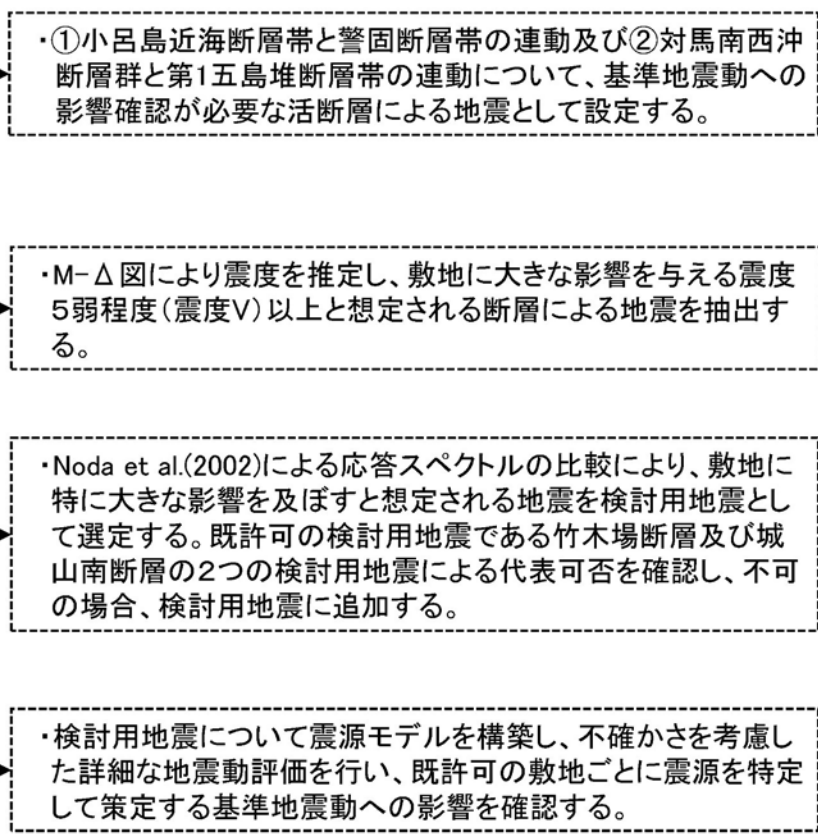 ・①小呂島近海断層帯と警固断層帯の連動及び②対馬南西沖
断層群と第1五島堆断層帯の連動について、基準地震動への
影響確認が必要な活断層による地震として設定する。
・M-Δ図により震度を推定し、敷地に大きな影響を与える震度
5弱程度(震度V)以上と想定される断層による地震を抽出す
る。
・Noda et al.(2002)による応答スペクトルの比較により、敷地に
特に大きな影響を及ぼすと想定される地震を検討用地震とし
て選定する。既許可の検討用地震である竹木場断層及び城
山南断層の2つの検討用地震による代表可否を確認し、不可
の場合、検討用地震に追加する。
・検討用地震について震源モデルを構築し、不確かさを考慮し
た詳細な地震動評価を行い、既許可の敷地ごとに震源を特定
して策定する基準地震動への影響を確認する。